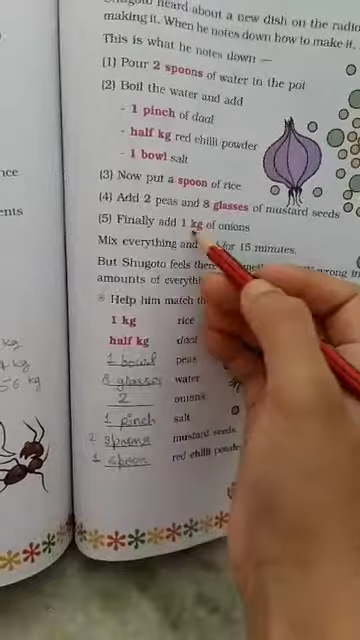 Shugoto heard about a new dish on the radio
making it. When he notes down how to make it,
This is what he notes down —
(1) Pour 2 spoons of water in the pot
(2) Boil the water and add
- 1 pinch of daal
- half kg red chilli powder
- 1 bowl salt
(3) Now put a spoon of rice
(4) Add 2 peas and 8 glasses of mustard seeds
(5) Finally add 1 kg of onions
Mix everything and for 15 minutes.
But Shugoto feels there wrong in
amounts of everyth
Help him match th
1 kg rice
half kg daal
1 bowl peas
8 glasses water
2 onions
1 pinch salt
2 spoons mustard seeds
1 spoon red chilli powde
nce
ents
kg
kg
56 kg